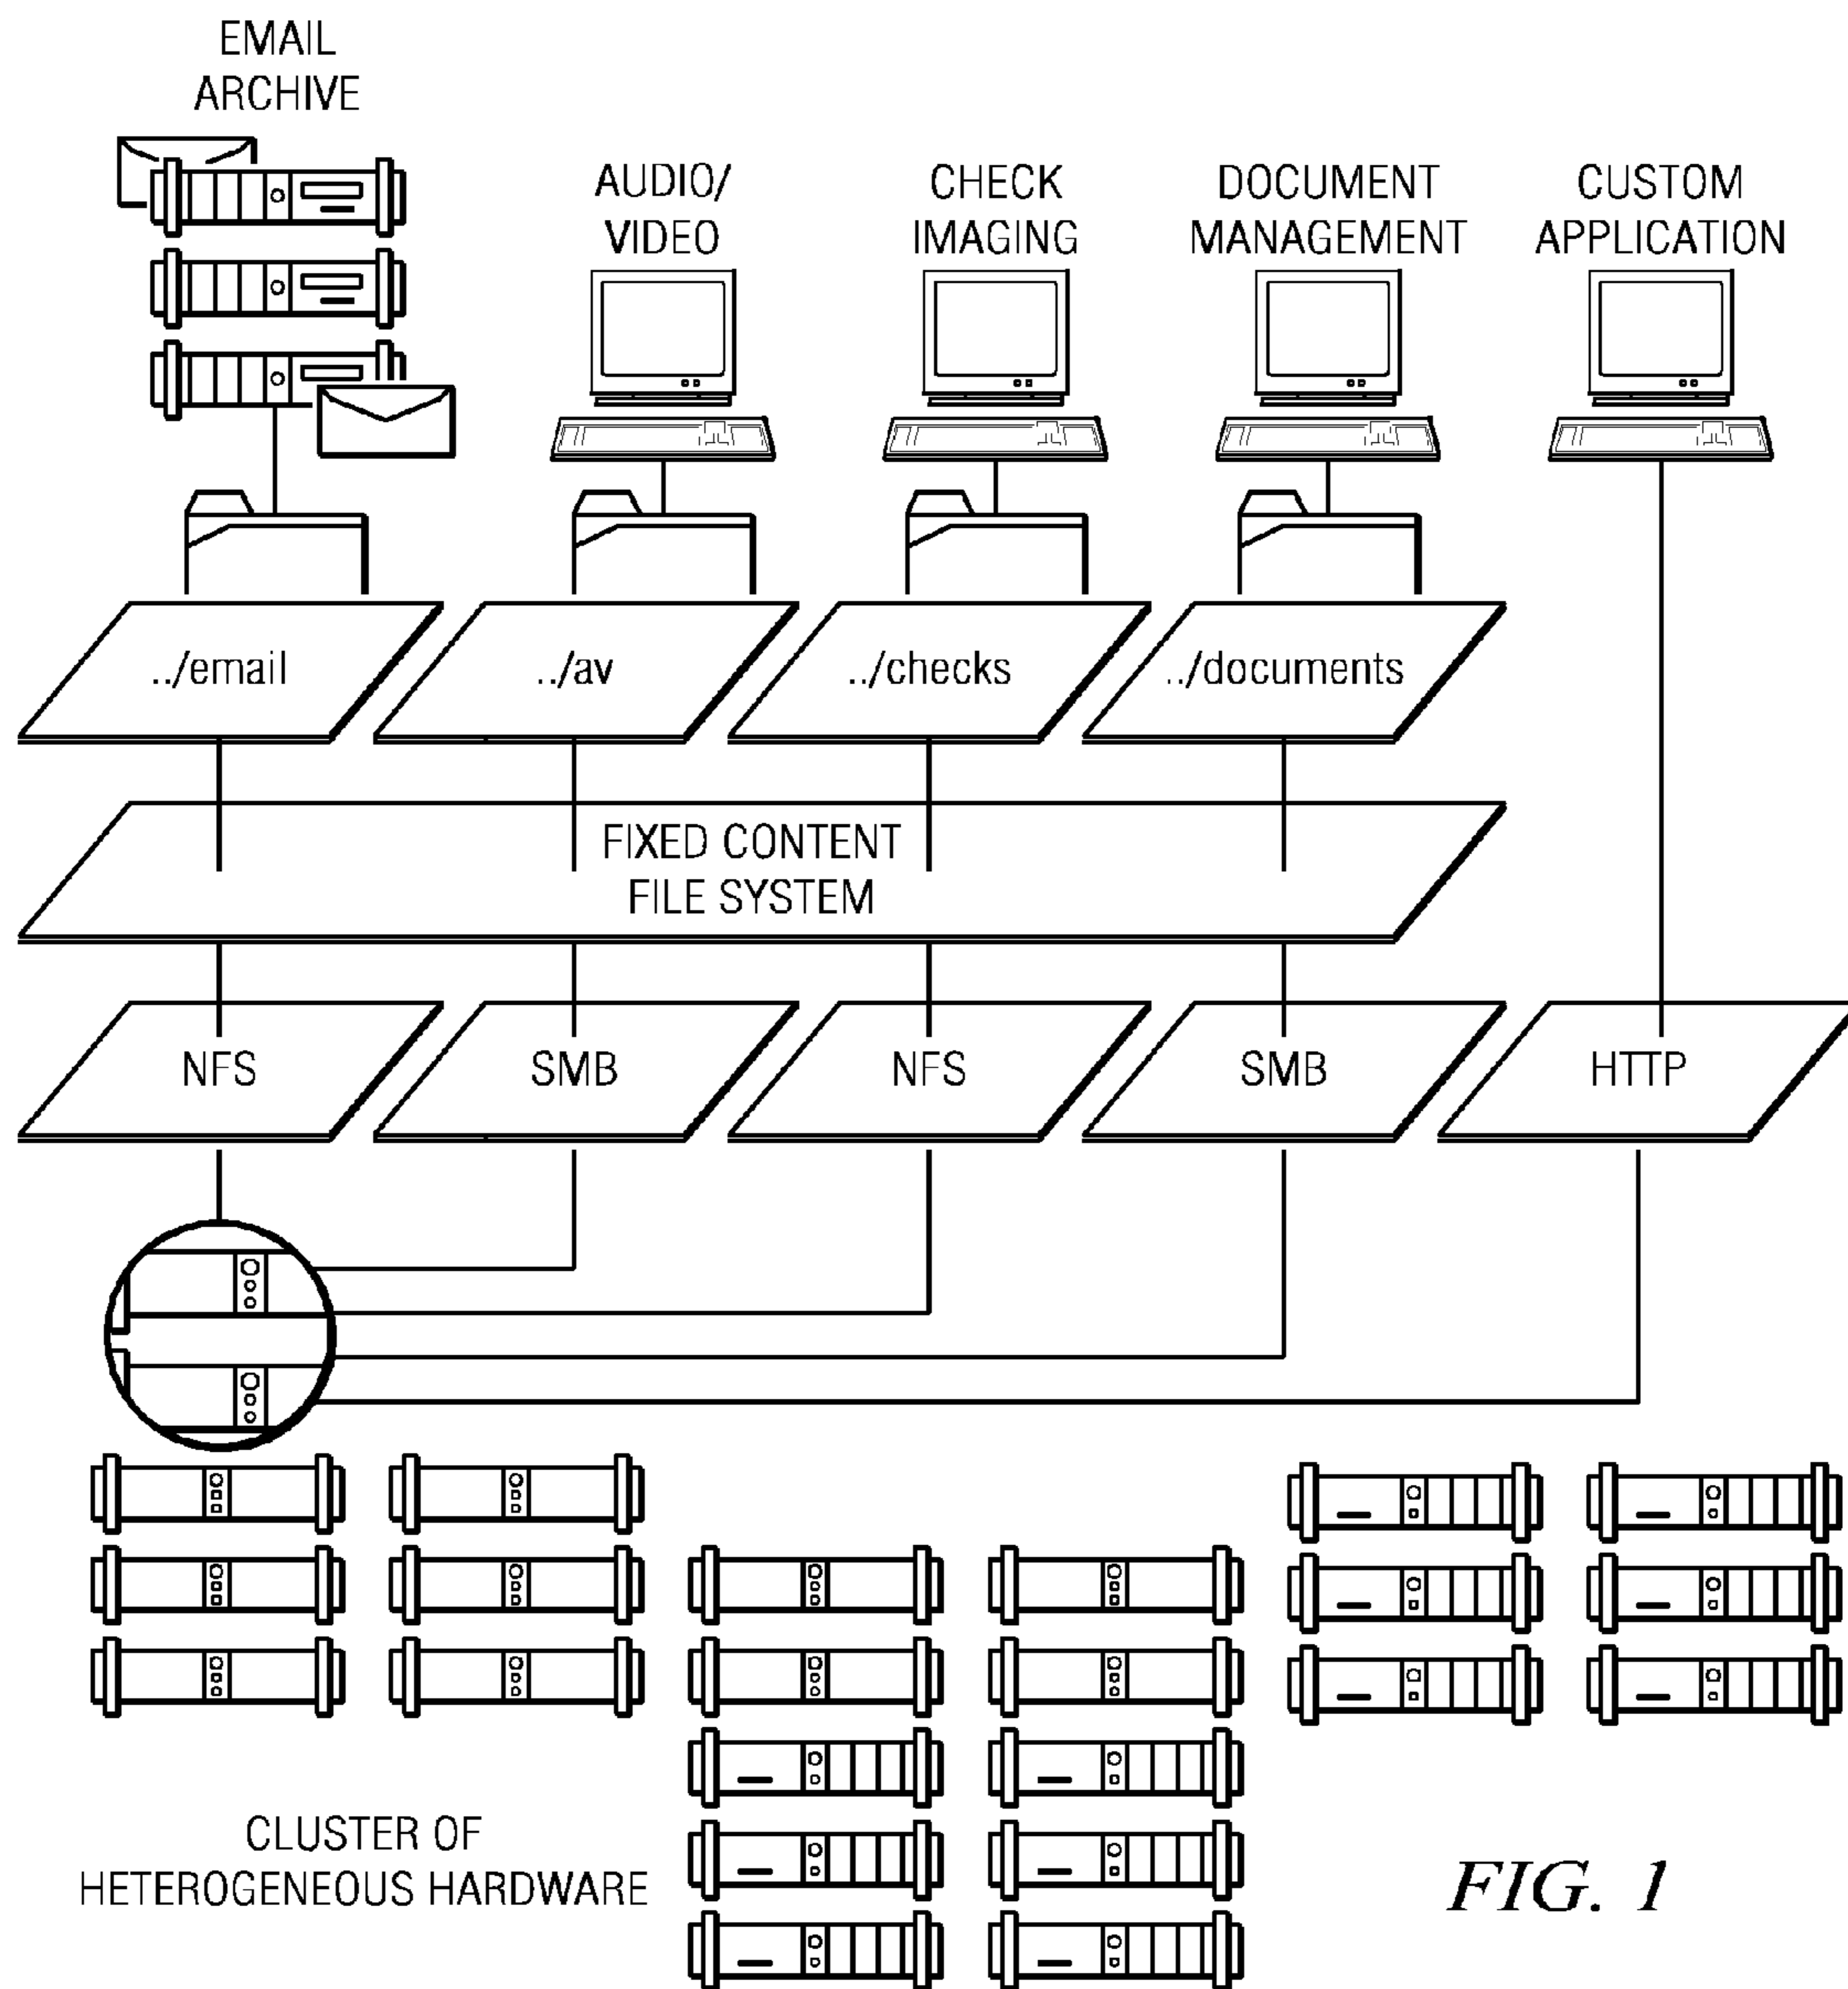 EMAIL
ARCHIVE
AUDIO/
VIDEO
CHECK
IMAGING
DOCUMENT
MANAGEMENT
CUSTOM
APPLICATION
../email
../av
../checks
../documents
FIXED CONTENT
FILE SYSTEM
NFS
SMB
NFS
SMB
HTTP
CLUSTER OF
HETEROGENEOUS HARDWARE
FIG. 1